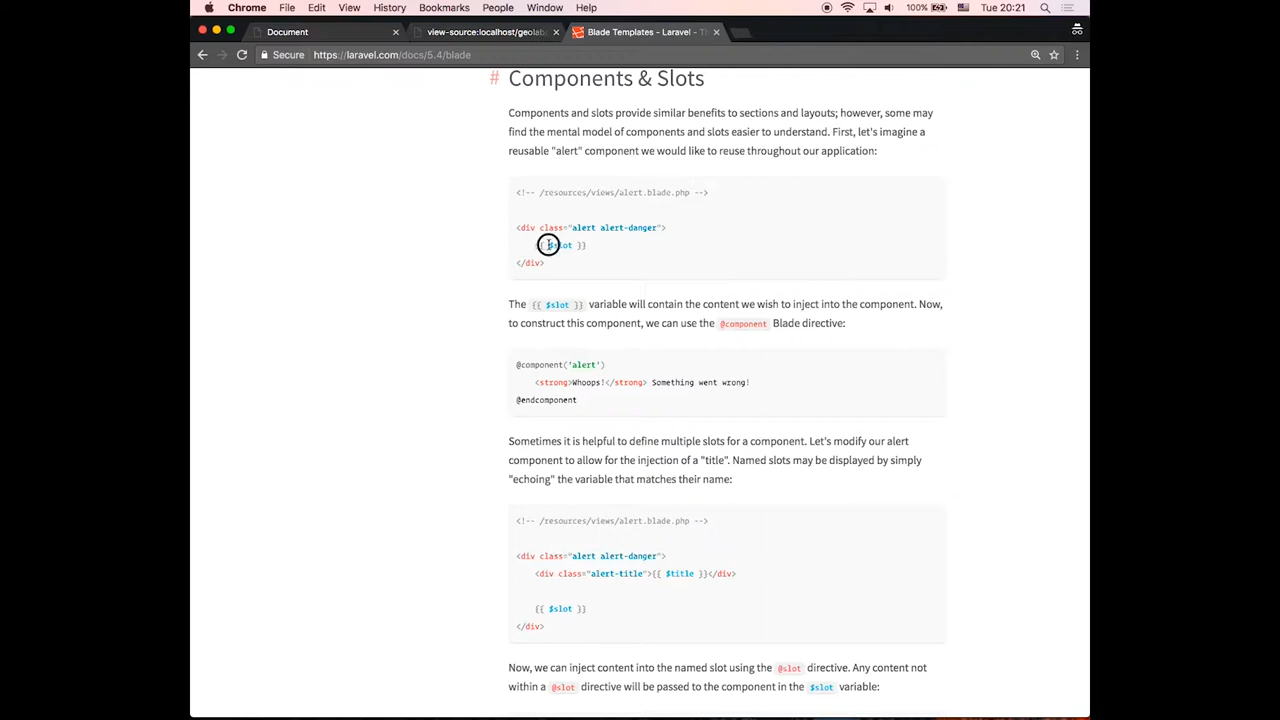 Chrome File Edit View History Bookmarks People Window Help 100% Tue 20:21
Document view-source:localhost/geolab Blade Templates - Laravel - Th
Secure https://laravel.com/docs/5.4/blade
# Components & Slots
Components and slots provide similar benefits to sections and layouts; however, some may
find the mental model of components and slots easier to understand. First, let's imagine a
reusable "alert" component we would like to reuse throughout our application:
<!-- /resources/views/alert.blade.php -->
<div class="alert alert-danger">
{{ $slot }}
</div>
The {{ $slot }} variable will contain the content we wish to inject into the component. Now,
to construct this component, we can use the @component Blade directive:
@component('alert')
<strong>Whoops!</strong> Something went wrong!
@endcomponent
Sometimes it is helpful to define multiple slots for a component. Let's modify our alert
component to allow for the injection of a "title". Named slots may be displayed by simply
"echoing" the variable that matches their name:
<!-- /resources/views/alert.blade.php -->
<div class="alert alert-danger">
<div class="alert-title">{{ $title }}</div>
{{ $slot }}
</div>
Now, we can inject content into the named slot using the @slot directive. Any content not
within a @slot directive will be passed to the component in the $slot variable: